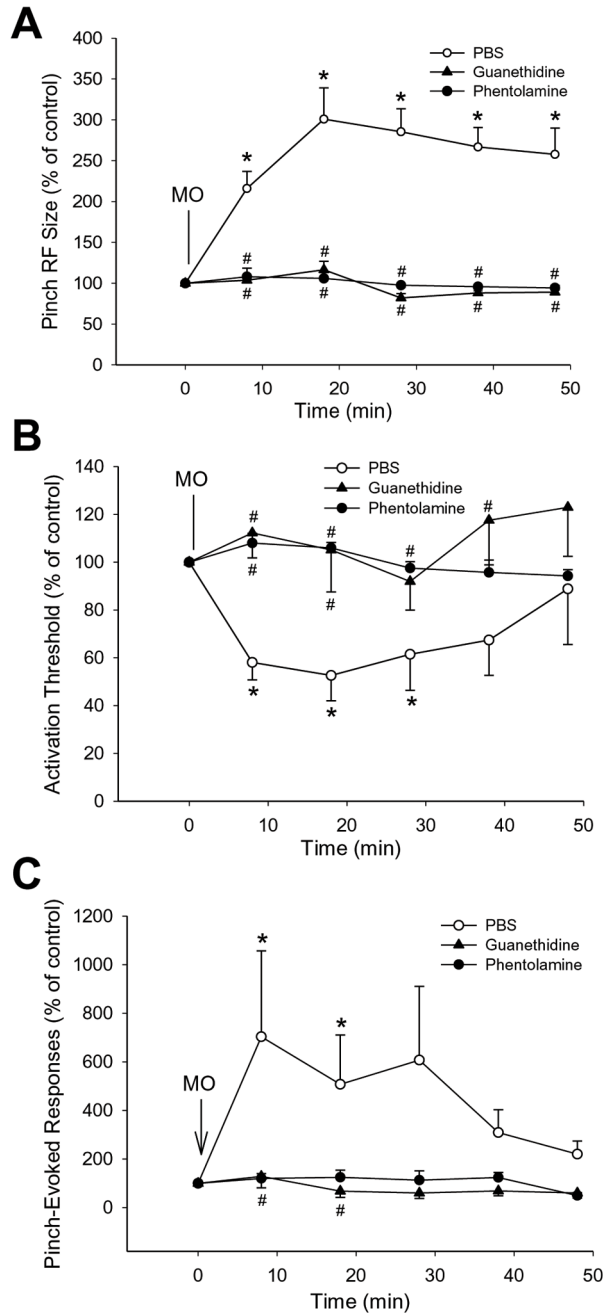 A
PBS
Guanethidine
Phentolamine
Pinch RF Size (% of control)
400
350
300
250
200
150
100
50
0
MO
* * * * *
# # # # #
# # # # #
0 10 20 30 40 50
Time (min)
B
PBS
Guanethidine
Phentolamine
Activation Threshold (% of control)
140
120
100
80
60
40
20
0
MO
# # # #
# #
* * *
0 10 20 30 40 50
Time (min)
C
PBS
Guanethidine
Phentolamine
Pinch-Evoked Responses (% of control)
1200
1000
800
600
400
200
0
MO
* *
# #
0 10 20 30 40 50
Time (min)